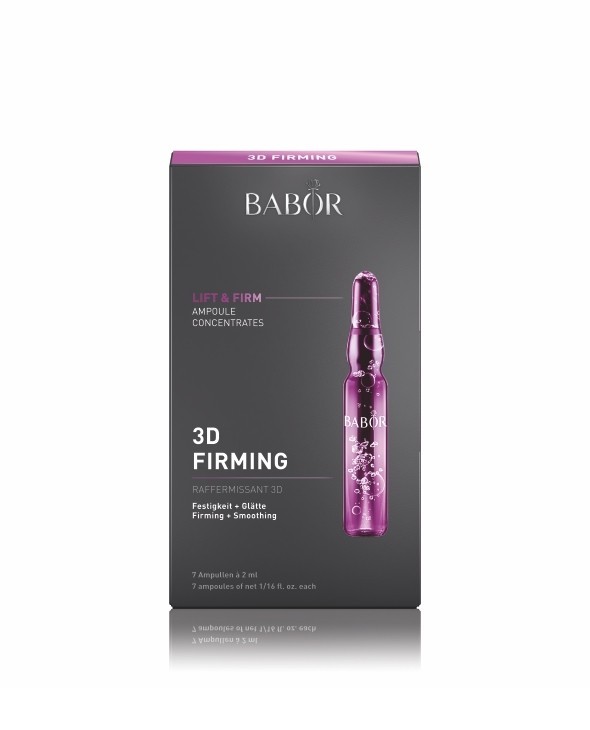 3D FIRMING
BABOR
LIFT & FIRM
AMPOULE
CONCENTRATES
BABOR
3D
FIRMING
RAFFERMISSANT 3D
Festigkeit + Glätte
Firming + Smoothing
7 Ampullen à 2 ml
7 ampoules of net 1/16 fl. oz. each